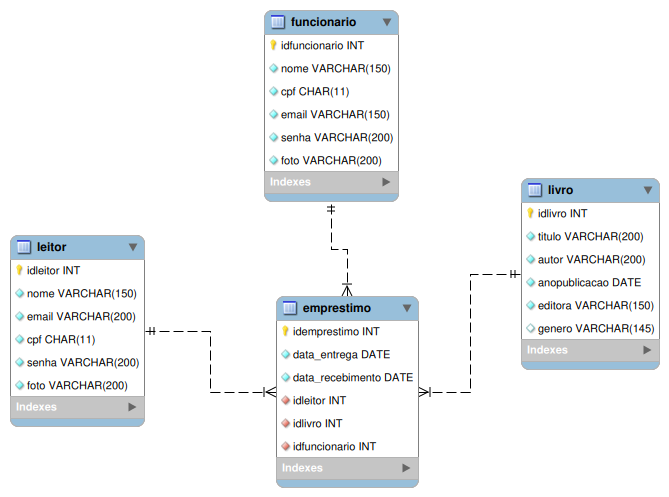 funcionario
idfuncionario INT
nome VARCHAR(150)
cpf CHAR(11)
email VARCHAR(150)
senha VARCHAR(200)
foto VARCHAR(200)
Indexes
livro
idlivro INT
titulo VARCHAR(200)
autor VARCHAR(200)
anopublicacao DATE
editora VARCHAR(150)
genero VARCHAR(145)
Indexes
leitor
idleitor INT
nome VARCHAR(150)
email VARCHAR(200)
cpf CHAR(11)
senha VARCHAR(200)
foto VARCHAR(200)
Indexes
emprestimo
idemprestimo INT
data_entrega DATE
data_recebimento DATE
idleitor INT
idlivro INT
idfuncionario INT
Indexes